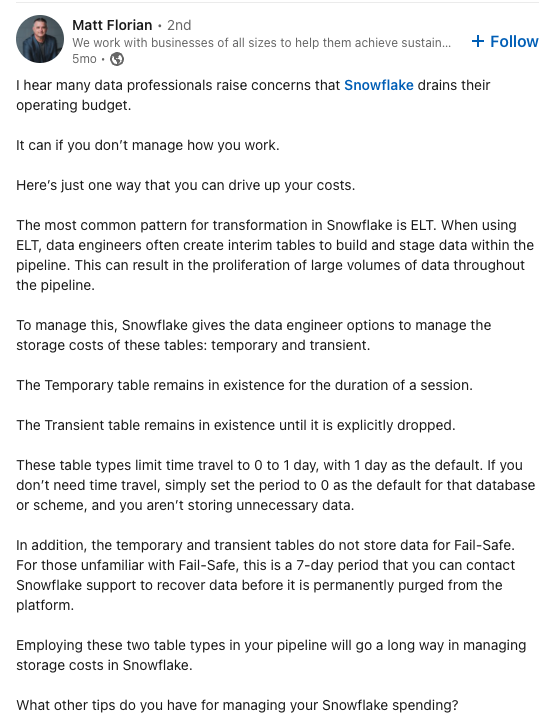 Matt Florian • 2nd
We work with businesses of all sizes to help them achieve sustain...
+ Follow
5mo •
I hear many data professionals raise concerns that Snowflake drains their
operating budget.
It can if you don’t manage how you work.
Here’s just one way that you can drive up your costs.
The most common pattern for transformation in Snowflake is ELT. When using
ELT, data engineers often create interim tables to build and stage data within the
pipeline. This can result in the proliferation of large volumes of data throughout
the pipeline.
To manage this, Snowflake gives the data engineer options to manage the
storage costs of these tables: temporary and transient.
The Temporary table remains in existence for the duration of a session.
The Transient table remains in existence until it is explicitly dropped.
These table types limit time travel to 0 to 1 day, with 1 day as the default. If you
don’t need time travel, simply set the period to 0 as the default for that database
or scheme, and you aren’t storing unnecessary data.
In addition, the temporary and transient tables do not store data for Fail-Safe.
For those unfamiliar with Fail-Safe, this is a 7-day period that you can contact
Snowflake support to recover data before it is permanently purged from the
platform.
Employing these two table types in your pipeline will go a long way in managing
storage costs in Snowflake.
What other tips do you have for managing your Snowflake spending?